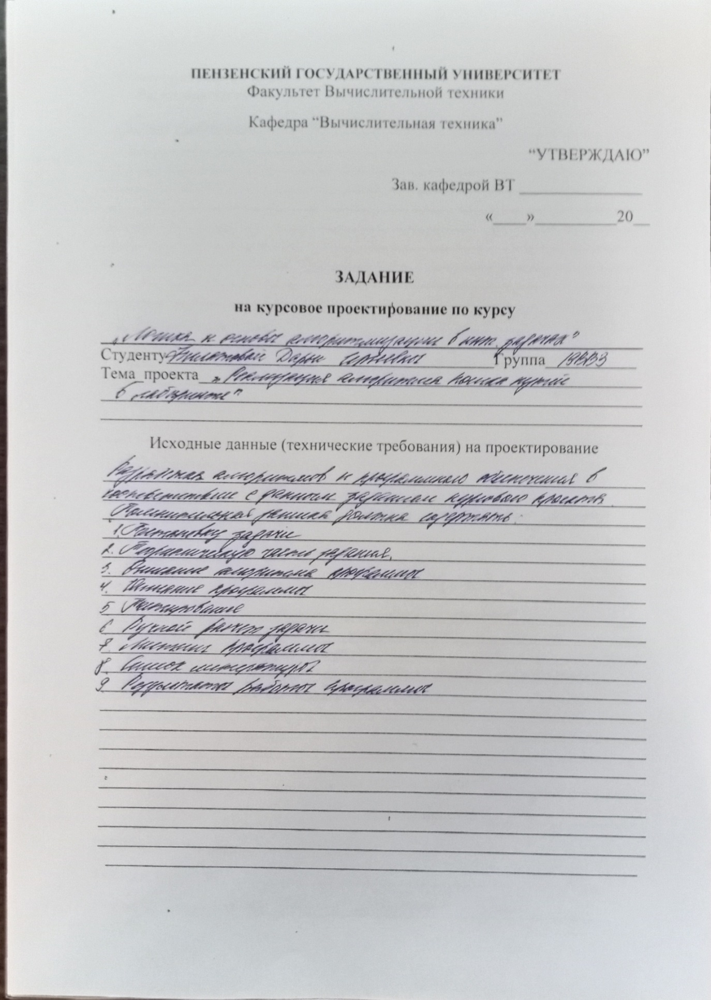 ПЕНЗЕНСКИЙ ГОСУДАРСТВЕННЫЙ УНИВЕРСИТЕТ
Факультет Вычислительной техники
Кафедра “Вычислительная техника”
“УТВЕРЖДАЮ”
Зав. кафедрой ВТ _______________
«____»__________20__
ЗАДАНИЕ
на курсовое проектирование по курсу
„Логика и основы алгоритмизации в инж. задачах"
Студенту Дарьи Сергеевны Группа 19ВВ3
Тема проекта „Реализация алгоритма поиска путей
в лабиринте"
Исходные данные (технические требования) на проектирование
Разработка алгоритмов и программного обеспечения в
соответствии с данным заданием курсового проекта.
Пояснительная записка должна содержать:
1. Постановку задачи
2. Теоретическую часть задания.
3. Описание алгоритма программы
4. Описание программы
5 Тестирование
6 Ручной расчет задачи
7. Листинг программы
8. Список литературы
9 Результаты работы программы